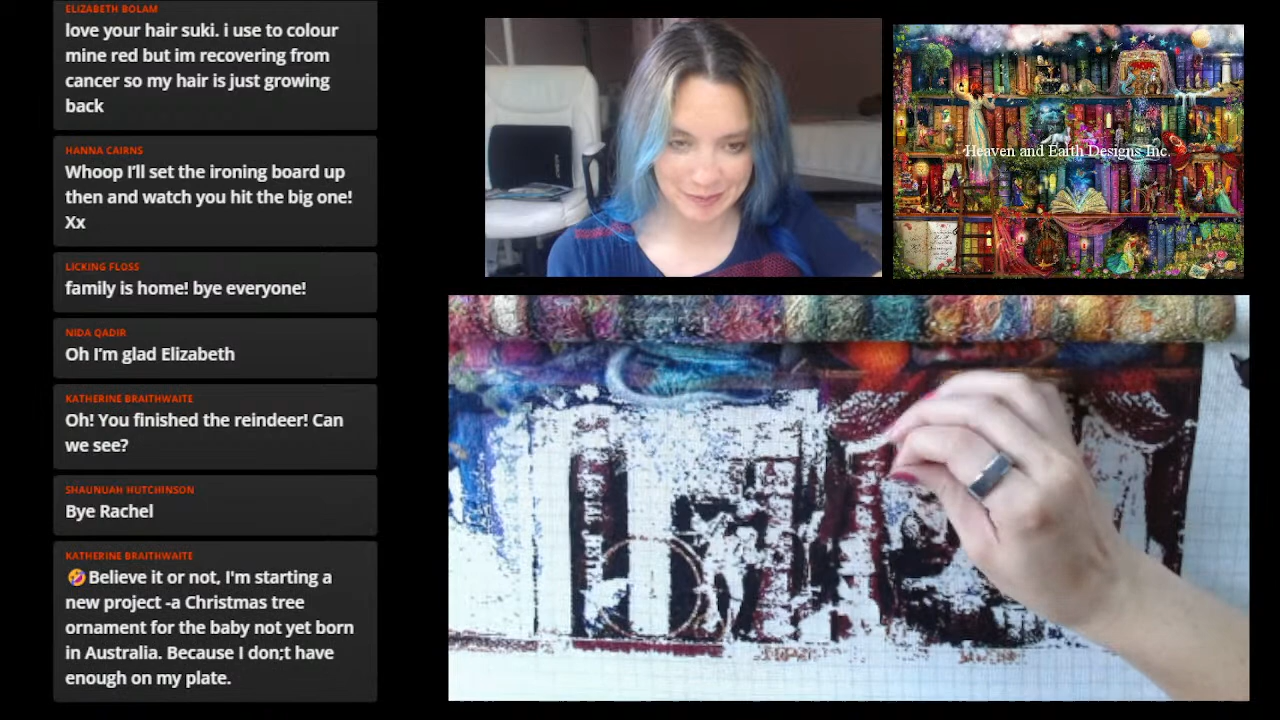 ELIZABETH BOLAM
love your hair suki. i use to colour
mine red but im recovering from
cancer so my hair is just growing
back
HANNA CAIRNS
Whoop I’ll set the ironing board up
then and watch you hit the big one!
Xx
LICKING FLOSS
family is home! bye everyone!
NIDA QADIR
Oh I’m glad Elizabeth
KATHERINE BRAITHWAITE
Oh! You finished the reindeer! Can
we see?
SHAUNUAH HUTCHINSON
Bye Rachel
KATHERINE BRAITHWAITE
🤣Believe it or not, I'm starting a
new project -a Christmas tree
ornament for the baby not yet born
in Australia. Because I don;t have
enough on my plate.
Heaven and Earth Designs Inc.